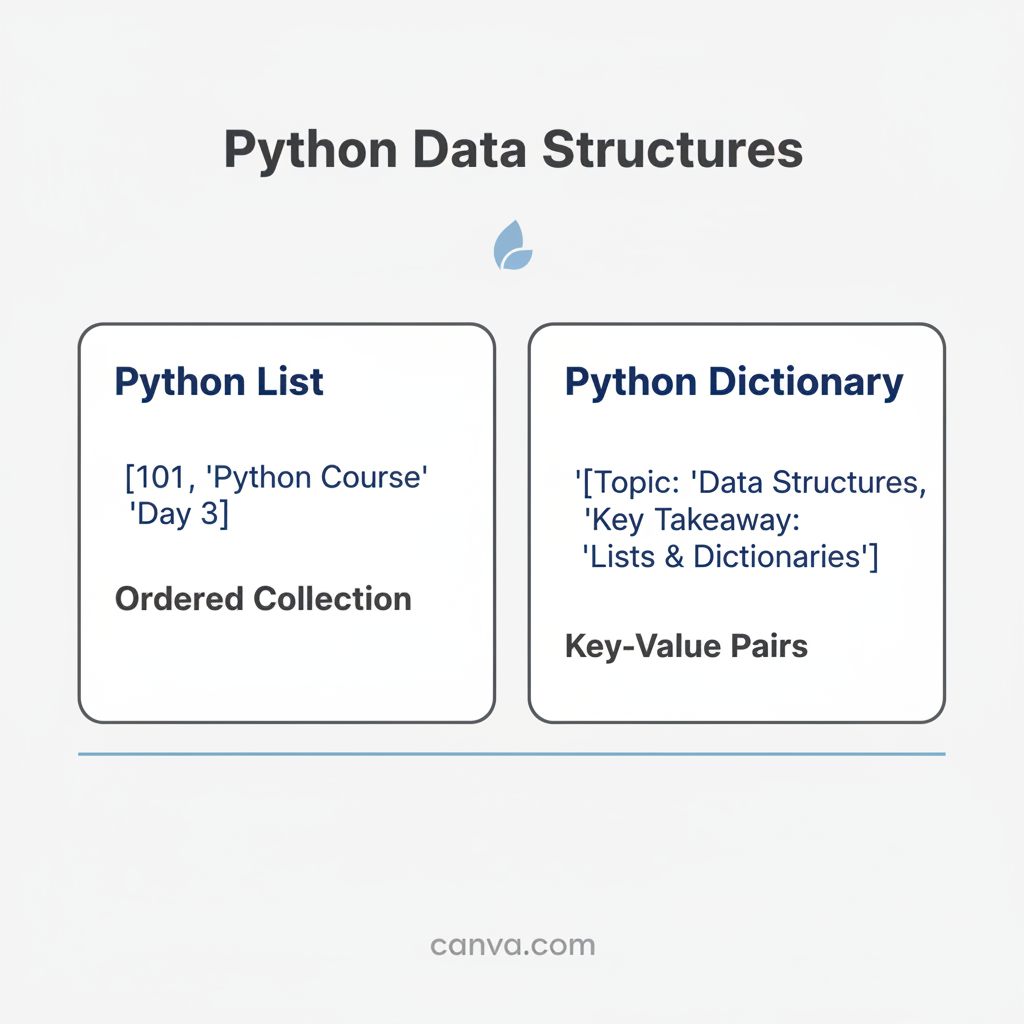 Python Data Structures
Python List
[101, 'Python Course'
'Day 3]
Ordered Collection
Python Dictionary
'[Topic: 'Data Structures,
'Key Takeaway:
'Lists & Dictionaries']
Key-Value Pairs
canva.com